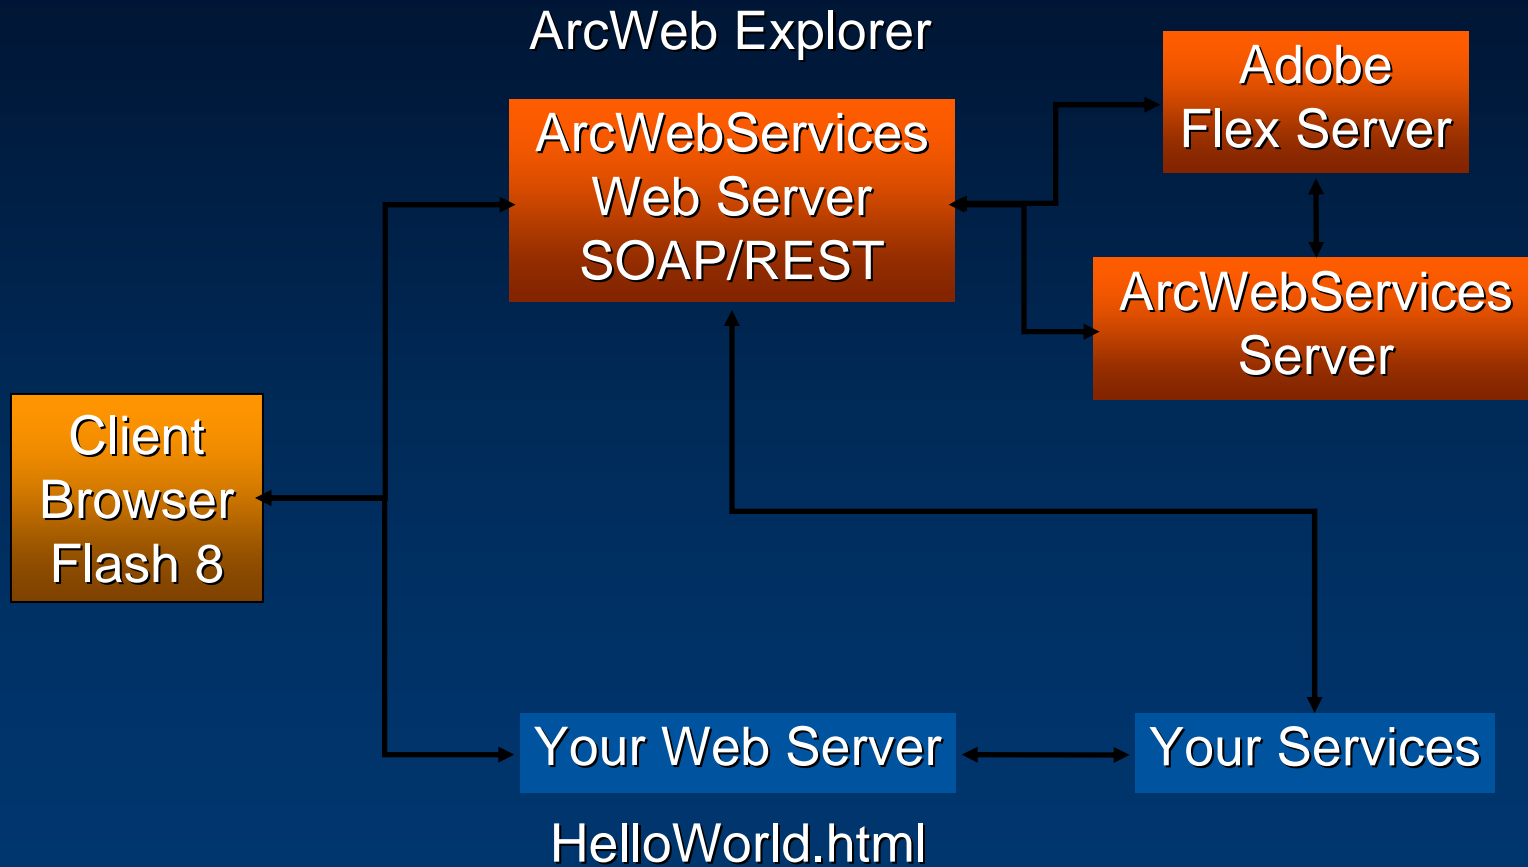 ArcWeb Explorer
Adobe
Flex Server
ArcWebServices
Web Server
SOAP/REST
ArcWebServices
Server
Client
Browser
Flash 8
Your Web Server
Your Services
HelloWorld.html